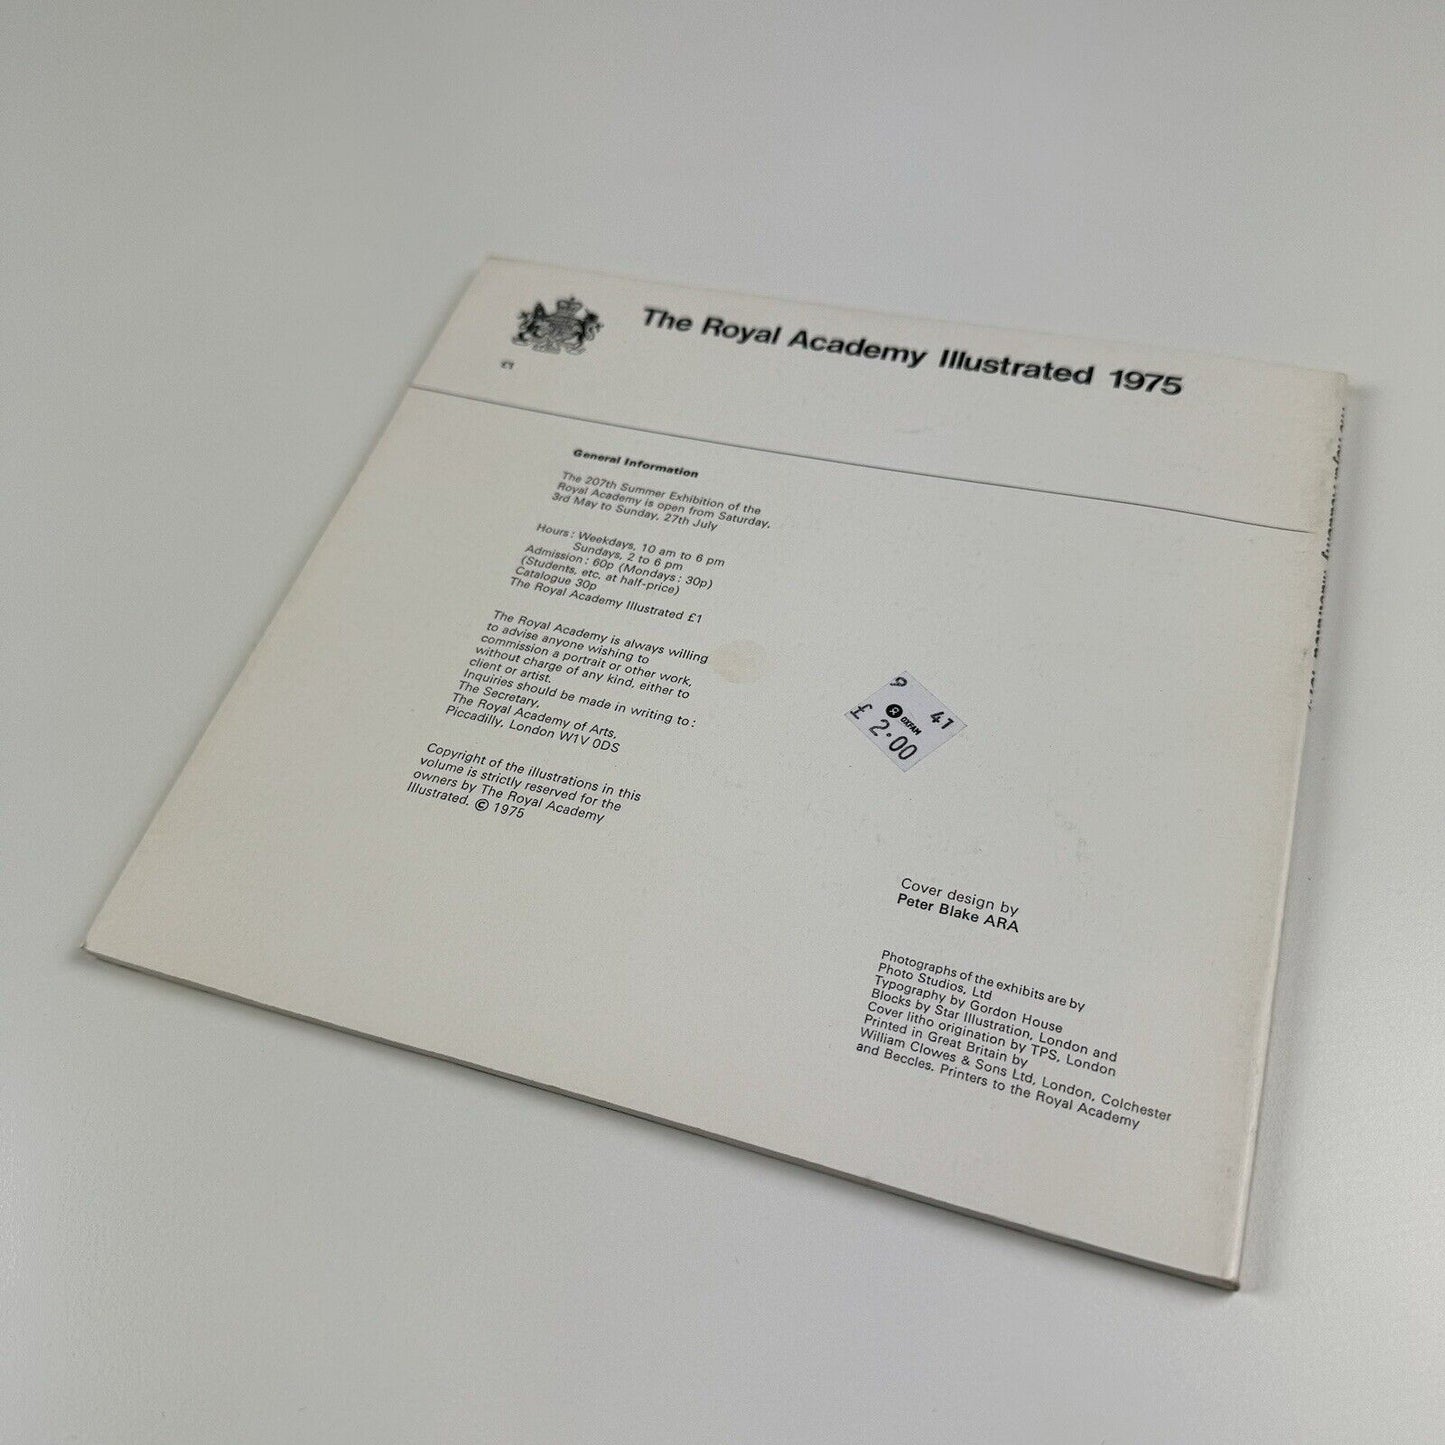 The Royal Academy Illustrated 1975
£1
General Information
The 207th Summer Exhibition of the
Royal Academy is open from Saturday,
3rd May to Sunday, 27th July
Hours: Weekdays, 10 am to 6 pm
Sundays, 2 to 6 pm
Admission: 60p (Mondays: 30p)
(Students, etc. at half-price)
Catalogue 30p
The Royal Academy Illustrated £1
The Royal Academy is always willing
to advise anyone wishing to
commission a portrait or other work,
without charge of any kind, either to
client or artist.
Inquiries should be made in writing to:
The Secretary,
The Royal Academy of Arts,
Piccadilly, London W1V 0DS
Copyright of the illustrations in this
volume is strictly reserved for the
owners by The Royal Academy
Illustrated. © 1975
9 41
OXFAM
£ 2.00
Cover design by
Peter Blake ARA
Photographs of the exhibits are by
Photo Studios, Ltd
Typography by Gordon House
Blocks by Star Illustration, London and
Cover litho origination by TPS, London
Printed in Great Britain by
William Clowes & Sons Ltd, London, Colchester
and Beccles. Printers to the Royal Academy